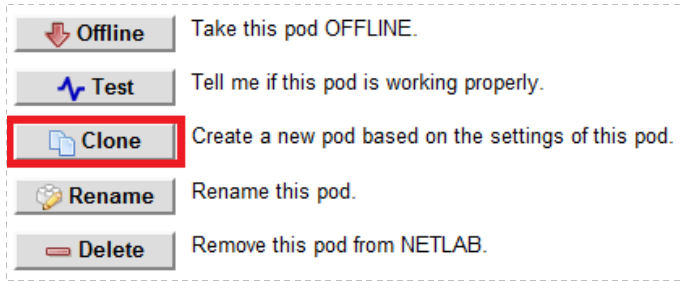 Offline Take this pod OFFLINE.
Test Tell me if this pod is working properly.
Clone Create a new pod based on the settings of this pod.
Rename Rename this pod.
Delete Remove this pod from NETLAB.